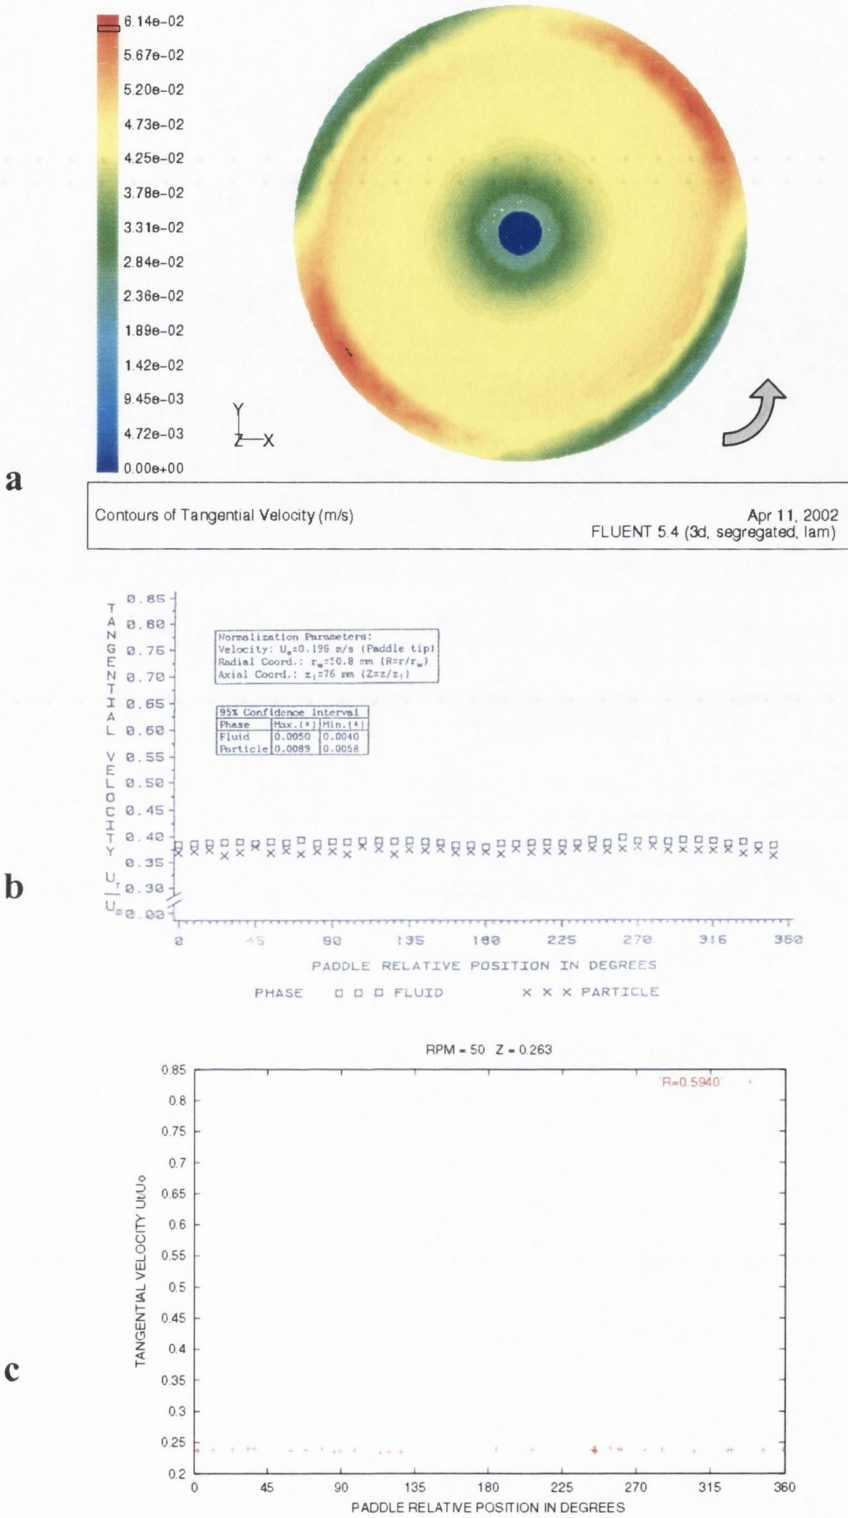 6.14e-02
5.67e-02
5.20e-02
4.73e-02
4.25e-02
3.78e-02
3.31e-02
2.84e-02
2.36e-02
1.89e-02
1.42e-02
9.45e-03
4.72e-03
0.00e+00
Y
Z X
a
Contours of Tangential Velocity (m/s)
Apr 11, 2002
FLUENT 5.4 (3d, segregated, lam)
TANGENTIAL VELOCITY
0.85
0.80
0.75
0.70
0.65
0.60
0.55
0.50
0.45
0.40
0.35
0.30
0.00
Normalization Parameters:
Velocity: U₀=0.196 m/s (Paddle tip)
Radial Coord.: (R=r/r
Axial Coord.: =76 mm (Z=z/z
95% Confidence Interval
Phase Max.(±) Min.(±)
Fluid 0.0050 0.0040
Particle 0.0089 0.0058
b
0 45 90 135 180 225 270 315 360
PADDLE RELATIVE POSITION IN DEGREES
PHASE FLUID PARTICLE
RPM = 50 Z = 0.263
'R=0.5940'
0.85
0.8
0.75
0.7
0.65
0.6
0.55
0.5
0.45
0.4
0.35
0.3
0.25
0.2
TANGENTIAL VELOCITY Ut/Uo
c
0 45 90 135 180 225 270 315 360
PADDLE RELATIVE POSITION IN DEGREES